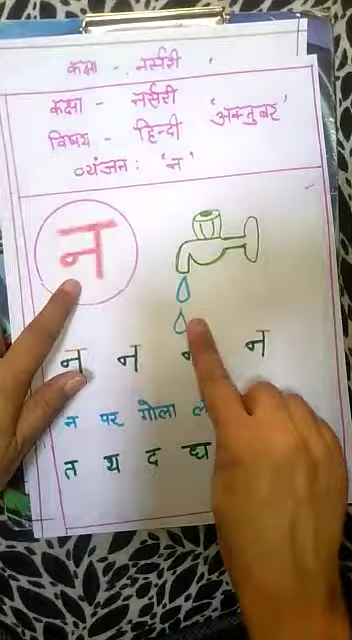 कक्षा - नर्सरी
कक्षा - नर्सरी 'अक्तुबर'
विषय - हिन्दी
व्यंजन : 'न'
न
न न न न
न पर गोला
त थ द ध